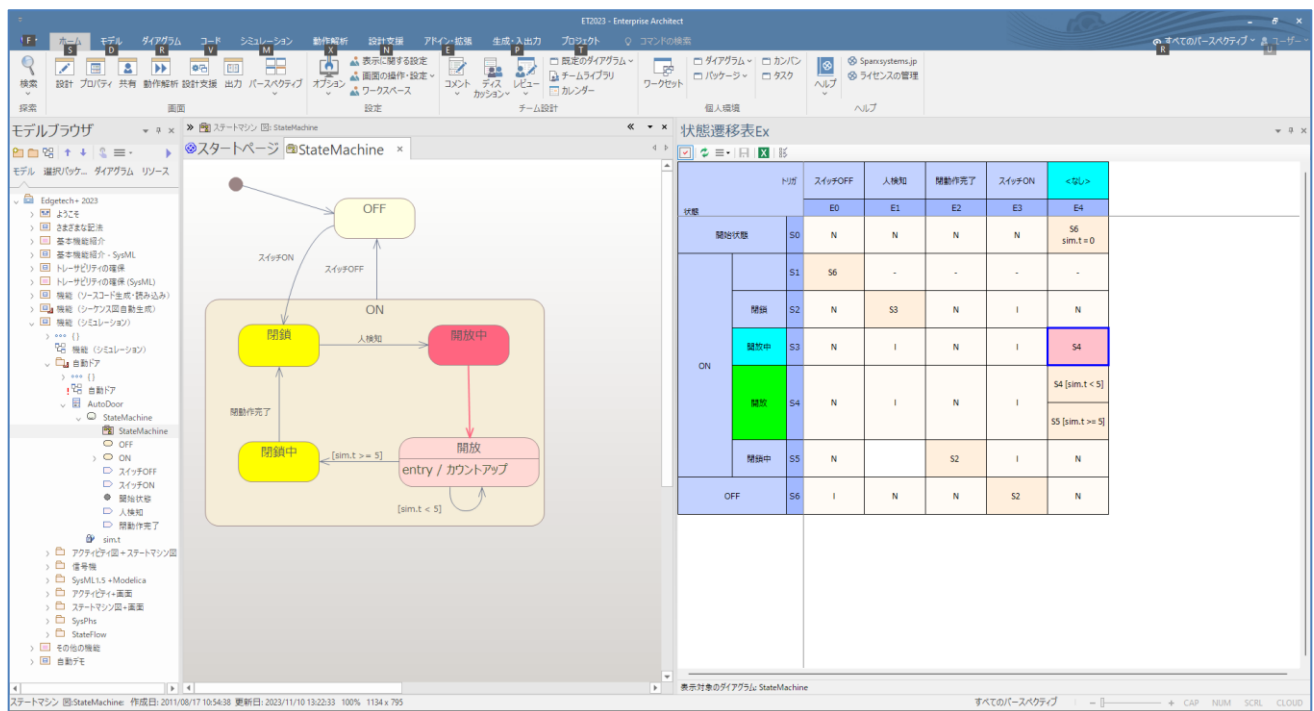 ET2023 - Enterprise Architect
ホーム モデル ダイアグラム コード シミュレーション 動作解析 設計支援 アドイン・拡張 生成・入出力 プロジェクト コマンドの検索 すべてのパースペクティブ ユーザー
F S D R V M X N E P T R U
検索 設計 プロパティ 共有 動作解析 設計支援 出力 パースペクティブ オプション
表示に関する設定
画面の操作・設定
ワークスペース
コメント ディスカッション レビュー
既定のダイアグラム
チームライブラリ
カレンダー
ワークセット
ダイアグラム カンバン
パッケージ タスク
ヘルプ
Sparxsystems.jp
ライセンスの管理
探索 画面 設定 チーム設計 個人環境 ヘルプ
モデルブラウザ
モデル 選択パッケ... ダイアグラム リソース
Edgetech+ 2023
ようこそ
さまざまな記法
基本機能紹介
基本機能紹介 - SysML
トレーサビリティの確保
トレーサビリティの確保 (SysML)
機能（ソースコード生成・読み込み）
機能（シーケンス図自動生成）
機能（シミュレーション）
{}
機能（シミュレーション）
自動ドア
{}
自動ドア
AutoDoor
StateMachine
StateMachine
OFF
ON
スイッチOFF
スイッチON
開始状態
人検知
閉動作完了
sim.t
アクティビティ図＋ステートマシン図
信号機
SysML1.5 +Modelica
アクティビティ+画面
ステートマシン図+画面
SysPhs
StateFlow
その他の機能
自動デモ
ステートマシン 図: StateMachine
スタートページ StateMachine ×
OFF
スイッチON
スイッチOFF
ON
閉鎖
人検知
開放中
閉動作完了
閉鎖中
[sim.t >= 5]
開放
entry / カウントアップ
[sim.t < 5]
状態遷移表Ex
トリガ スイッチOFF 人検知 閉動作完了 スイッチON <なし>
状態 E0 E1 E2 E3 E4
開始状態 S0 N N N N S6
sim.t = 0
ON
S1 S6 - - - -
閉鎖 S2 N S3 N I N
開放中 S3 N I N I S4
開放 S4 N I N I S4 [sim.t < 5]
S5 [sim.t >= 5]
閉鎖中 S5 N S2 I N
OFF S6 I N N S2 N
表示対象のダイアグラム: StateMachine
ステートマシン 図:StateMachine: 作成日: 2011/08/17 10:54:38 更新日: 2023/11/10 13:22:33 100% 1134 x 795
すべてのパースペクティブ CAP NUM SCRL CLOUD